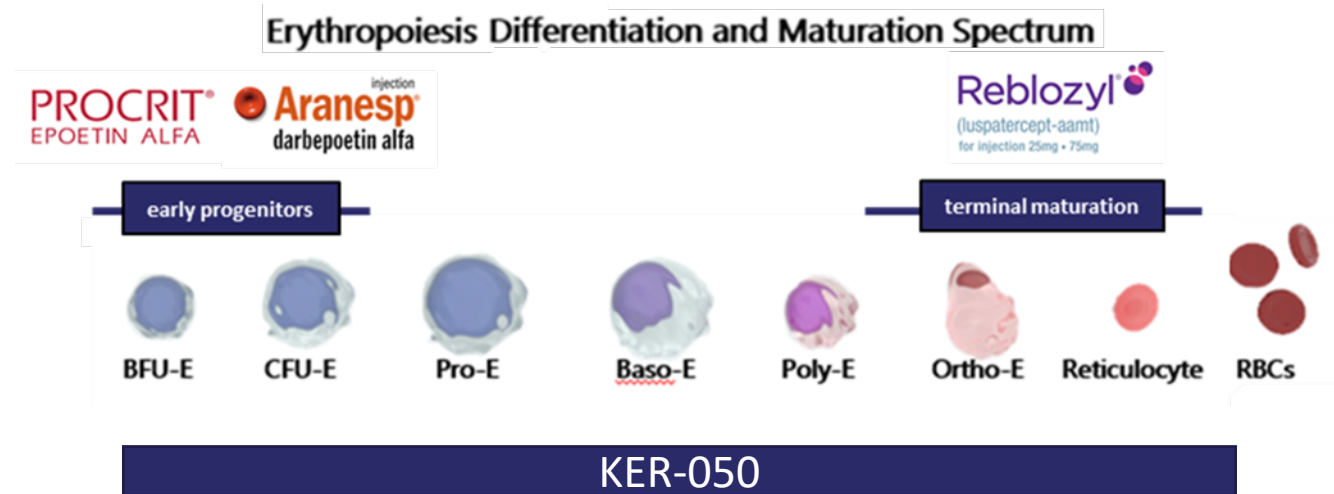 Erythropoiesis Differentiation and Maturation Spectrum
PROCRIT®
EPOETIN ALFA
injection
Aranesp®
darbepoetin alfa
Reblozyl®
(luspatercept-aamt)
for injection 25mg • 75mg
early progenitors
terminal maturation
BFU-E
CFU-E
Pro-E
Baso-E
Poly-E
Ortho-E
Reticulocyte
RBCs
KER-050